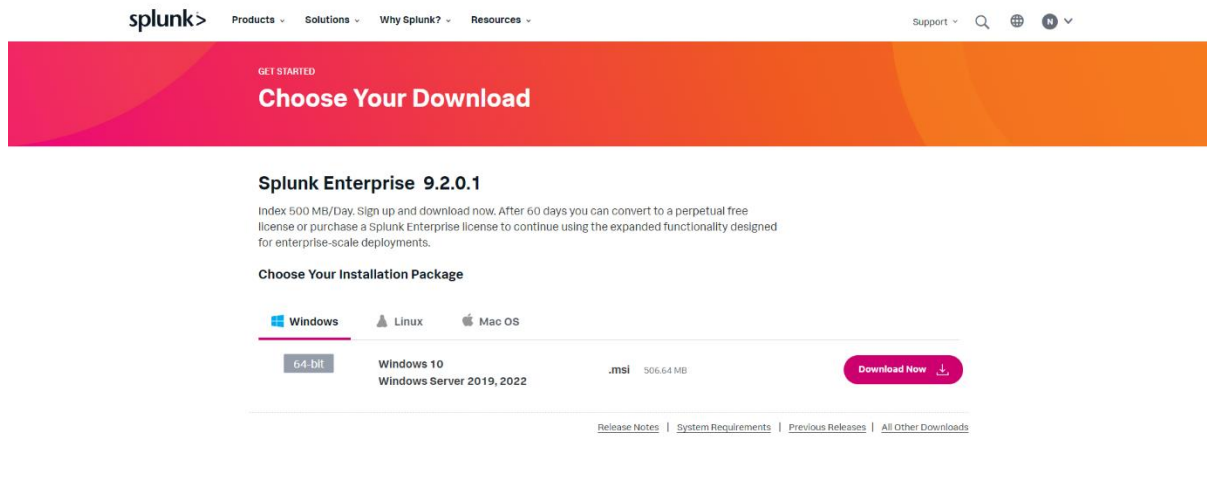 splunk> Products Solutions Why Splunk? Resources Support N
GET STARTED
Choose Your Download
Splunk Enterprise 9.2.0.1
Index 500 MB/Day. Sign up and download now. After 60 days you can convert to a perpetual free
license or purchase a Splunk Enterprise license to continue using the expanded functionality designed
for enterprise-scale deployments.
Choose Your Installation Package
Windows Linux Mac OS
64-bit Windows 10 .msi 506.64 MB Download Now
Windows Server 2019, 2022
Release Notes | System Requirements | Previous Releases | All Other Downloads